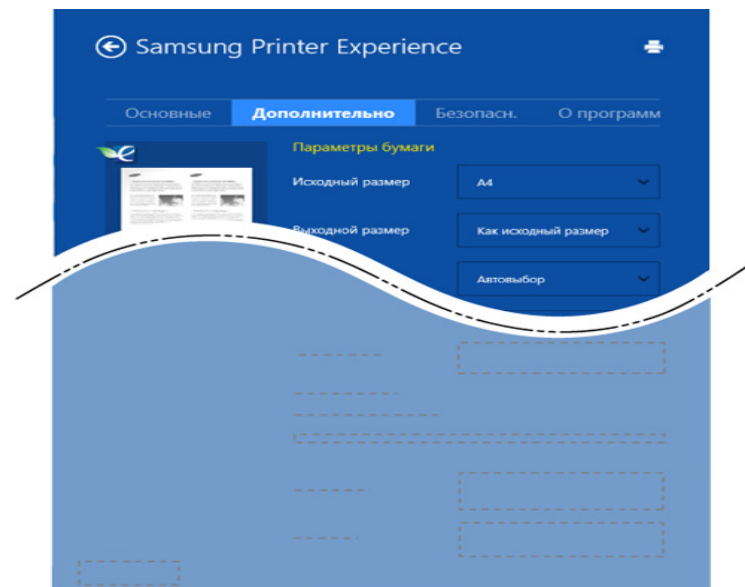 Samsung Printer Experience
Основные Дополнительно Безопасн. О программ
Параметры бумаги
Исходный размер A4
Выходной размер Как исходный размер
Автовыбор